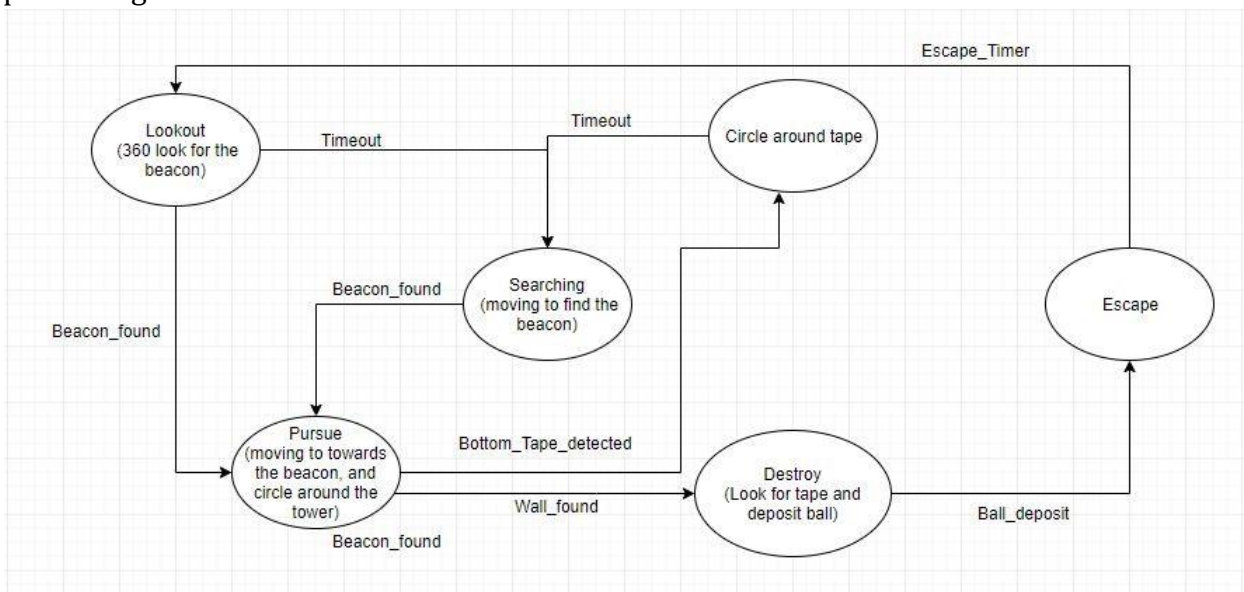 Escape_Timer
Lookout
(360 look for the
beacon)
Timeout
Timeout
Circle around tape
Searching
(moving to find the
beacon)
Beacon_found
Escape
Beacon_found
Pursue
(moving to towards
the beacon, and
circle around the
tower)
Bottom_Tape_detected
Destroy
(Look for tape and
deposit ball)
Wall_found
Ball_deposit
Beacon_found